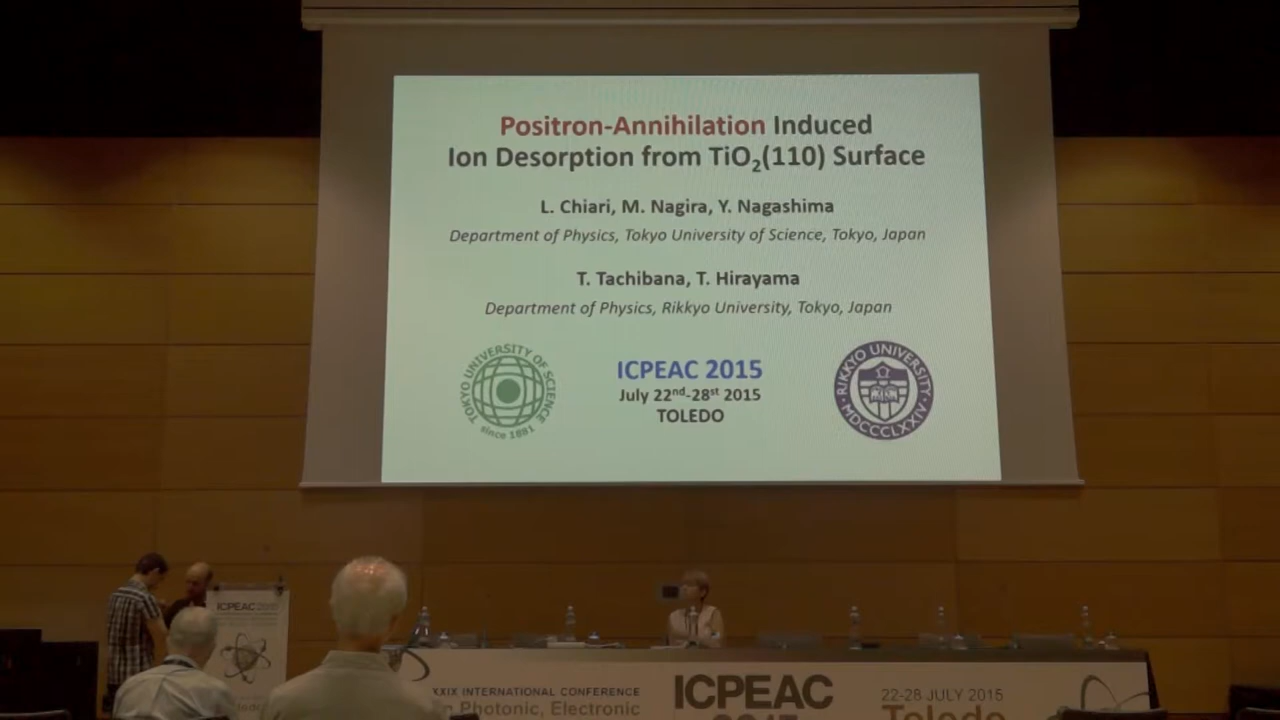 Positron-Annihilation Induced
Ion Desorption from TiO₂(110) Surface
L. Chiari, M. Nagira, Y. Nagashima
Department of Physics, Tokyo University of Science, Tokyo, Japan
T. Tachibana, T. Hirayama
Department of Physics, Rikkyo University, Tokyo, Japan
TOKYO UNIVERSITY OF SCIENCE
since 1881
ICPEAC 2015
July 22nd-28st 2015
TOLEDO
RIKKYO UNIVERSITY
MDCCCLXXIV
ICPEAC 2015
XXIX INTERNATIONAL CONFERENCE
Photonic, Electronic
ICPEAC
2015
22-28 JULY 2015
Toledo